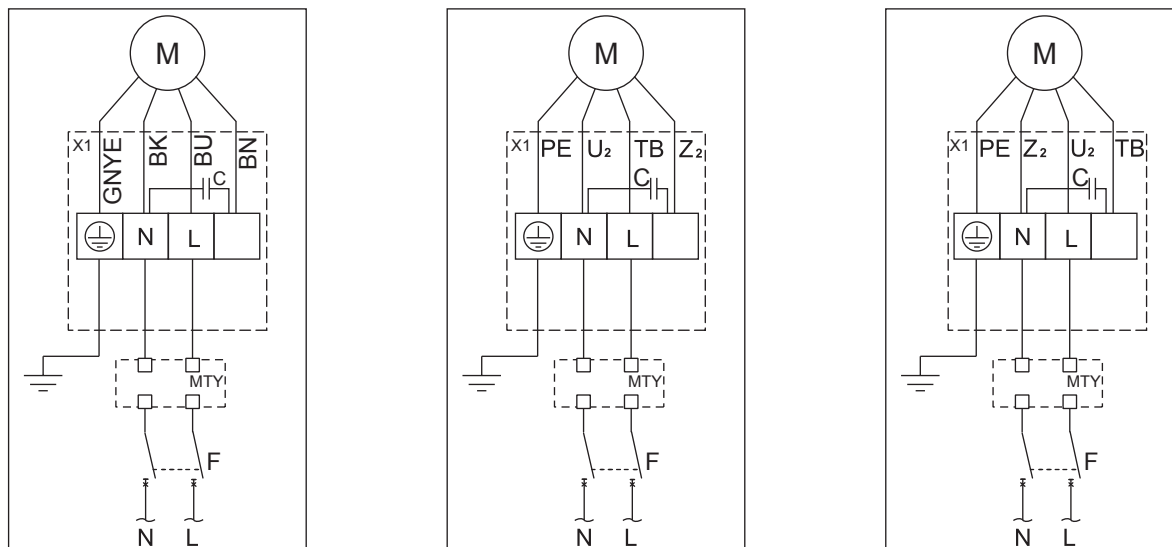 M
X1 GNYE BK BU BN
C
N L
MTY
F
N L
M
X1 PE U₂ TB Z₂
C
N L
MTY
F
N L
M
X1 PE Z₂ U₂ TB
C
N L
MTY
F
N L